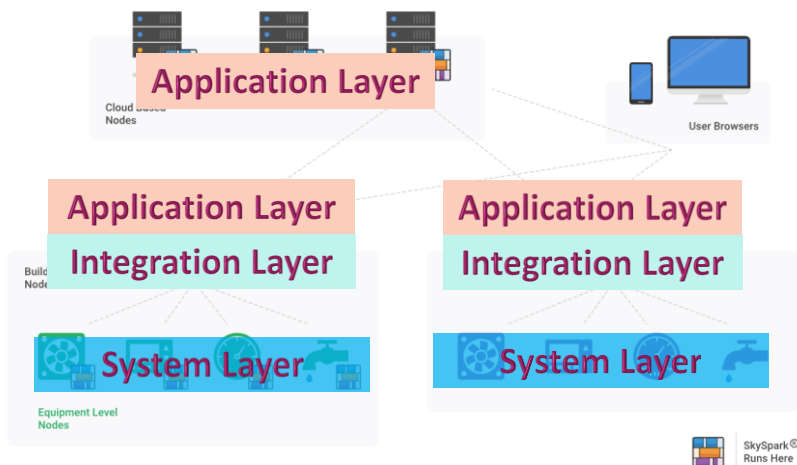 Application Layer
Cloud Based
Nodes
User Browsers
Application Layer
Application Layer
Integration Layer
Integration Layer
Nod
System Layer
System Layer
Equipment Level
Nodes
SkySpark®
Runs Here